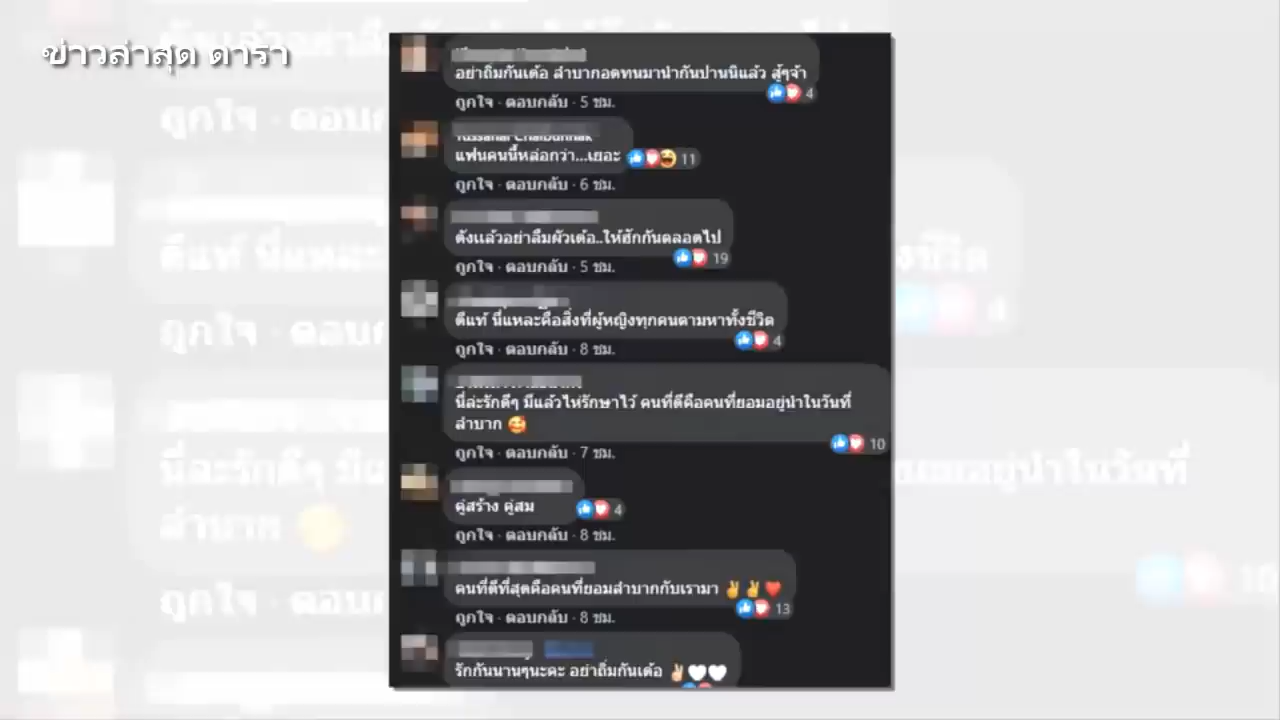 ข่าวล่าสุด ดารา
อย่าถิ่มกันเด้อ ลำบากอดทนมานำกันปานนิแล้ว สู้ๆจ้า
4
ถูกใจ · ตอบกลับ · 5 ชม.
แฟนคนนี้หล่อกว่า...เยอะ
11
ถูกใจ · ตอบกลับ · 6 ชม.
ดังแล้วอย่าลืมผัวเด้อ..ให้ฮักกันตลอดไป
19
ถูกใจ · ตอบกลับ · 5 ชม.
ดีแท้ นี่แหละคือสิ่งที่ผู้หญิงทุกคนตามหาทั้งชีวิต
4
ถูกใจ · ตอบกลับ · 8 ชม.
นี่ล่ะรักดีๆ มีแล้วไห้รักษาไว้ คนที่ดีคือคนที่ยอมอยู่นำในวันที่
ลำบาก 🥰
10
ถูกใจ · ตอบกลับ · 7 ชม.
คู่สร้าง คู่สม
4
ถูกใจ · ตอบกลับ · 8 ชม.
คนที่ดีที่สุดคือคนที่ยอมลำบากกับเรามา ✌️✌️❤️
13
ถูกใจ · ตอบกลับ · 8 ชม.
รักกันนานๆนะคะ อย่าถิ่มกันเด้อ ✌🏻🤍🤍